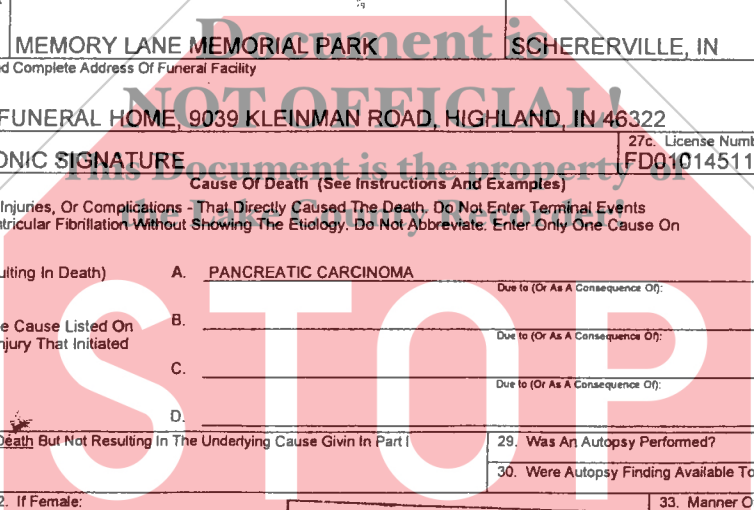 MEMORY LANE MEMORIAL PARK SCHERERVILLE, IN
Document is
d Complete Address Of Funeral Facility
NOT OFFICIAL!
FUNERAL HOME, 9039 KLEINMAN ROAD, HIGHLAND, IN 46322
27c. License Numb
ONIC SIGNATURE FD01014511
This Document is the property of
Cause Of Death (See Instructions And Examples)
Injuries, Or Complications - That Directly Caused The Death. Do Not Enter Terminal Events
the Lake County Recorder!
tricular Fibrillation Without Showing The Etiology. Do Not Abbreviate. Enter Only One Cause On
ulting In Death) A. PANCREATIC CARCINOMA
Due to (Or As A Consequence Of):
e Cause Listed On B.
njury That Initiated Due to (Or As A Consequence Of):
C.
Due to (Or As A Consequence Of):
STOP
D.
Death But Not Resulting In The Underlying Cause Givin In Part I 29. Was An Autopsy Performed?
30. Were Autopsy Finding Available To
2. If Female: 33. Manner O